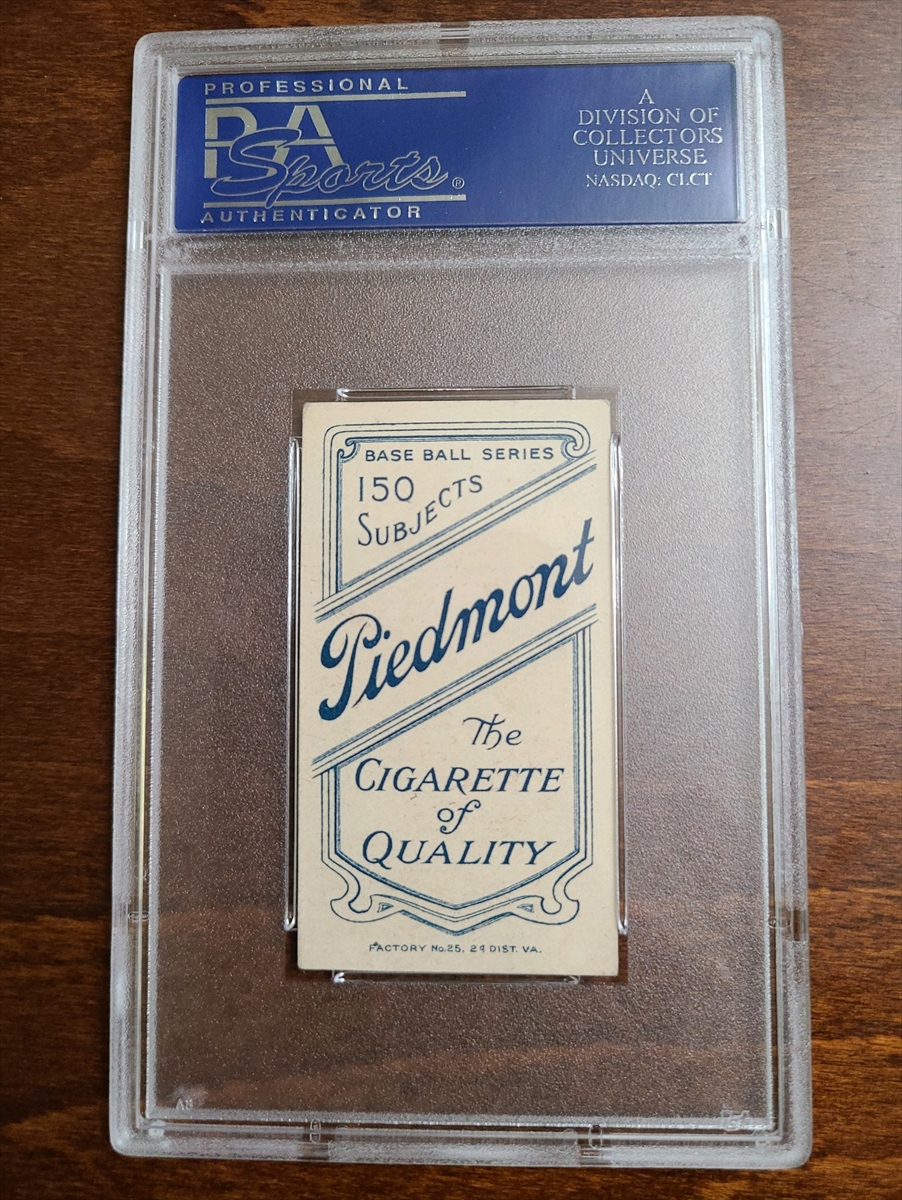 PROFESSIONAL
PSA
Sports®
AUTHENTICATOR
A
DIVISION OF
COLLECTORS
UNIVERSE
NASDAQ: CLCT
BASE BALL SERIES
150
SUBJECTS
Piedmont
The
CIGARETTE
of
QUALITY
FACTORY No.25, 2d DIST. VA.